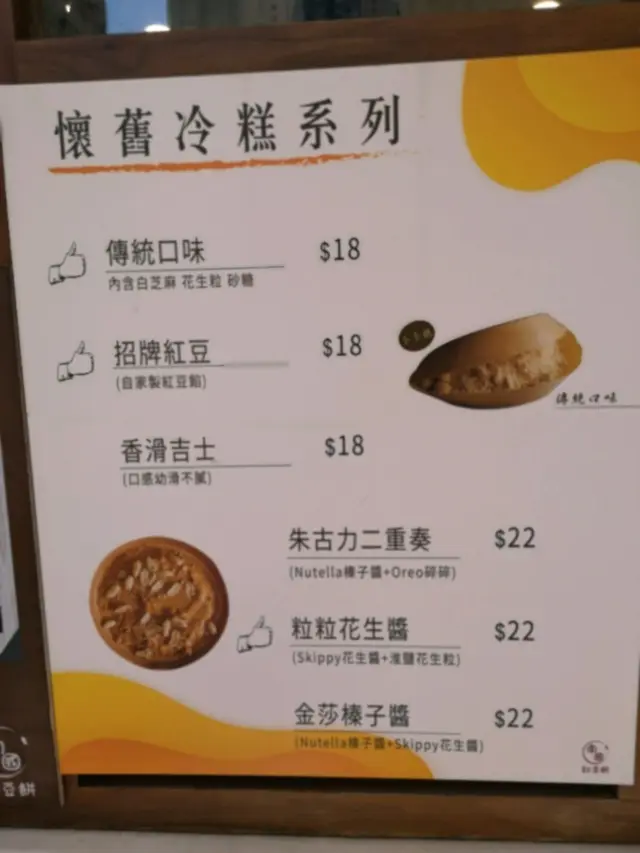 懷舊冷糕系列
傳統口味 $18
內含白芝麻 花生粒 砂糖
招牌紅豆 $18
(自家製紅豆餡)
傳統口味
香滑吉士 $18
(口感幼滑不膩)
朱古力二重奏 $22
(Nutella榛子醬+Oreo碎碎)
粒粒花生醬 $22
(Skippy花生醬+淮鹽花生粒)
金莎榛子醬 $22
(Nutella榛子醬+Skippy花生醬)
豆餅